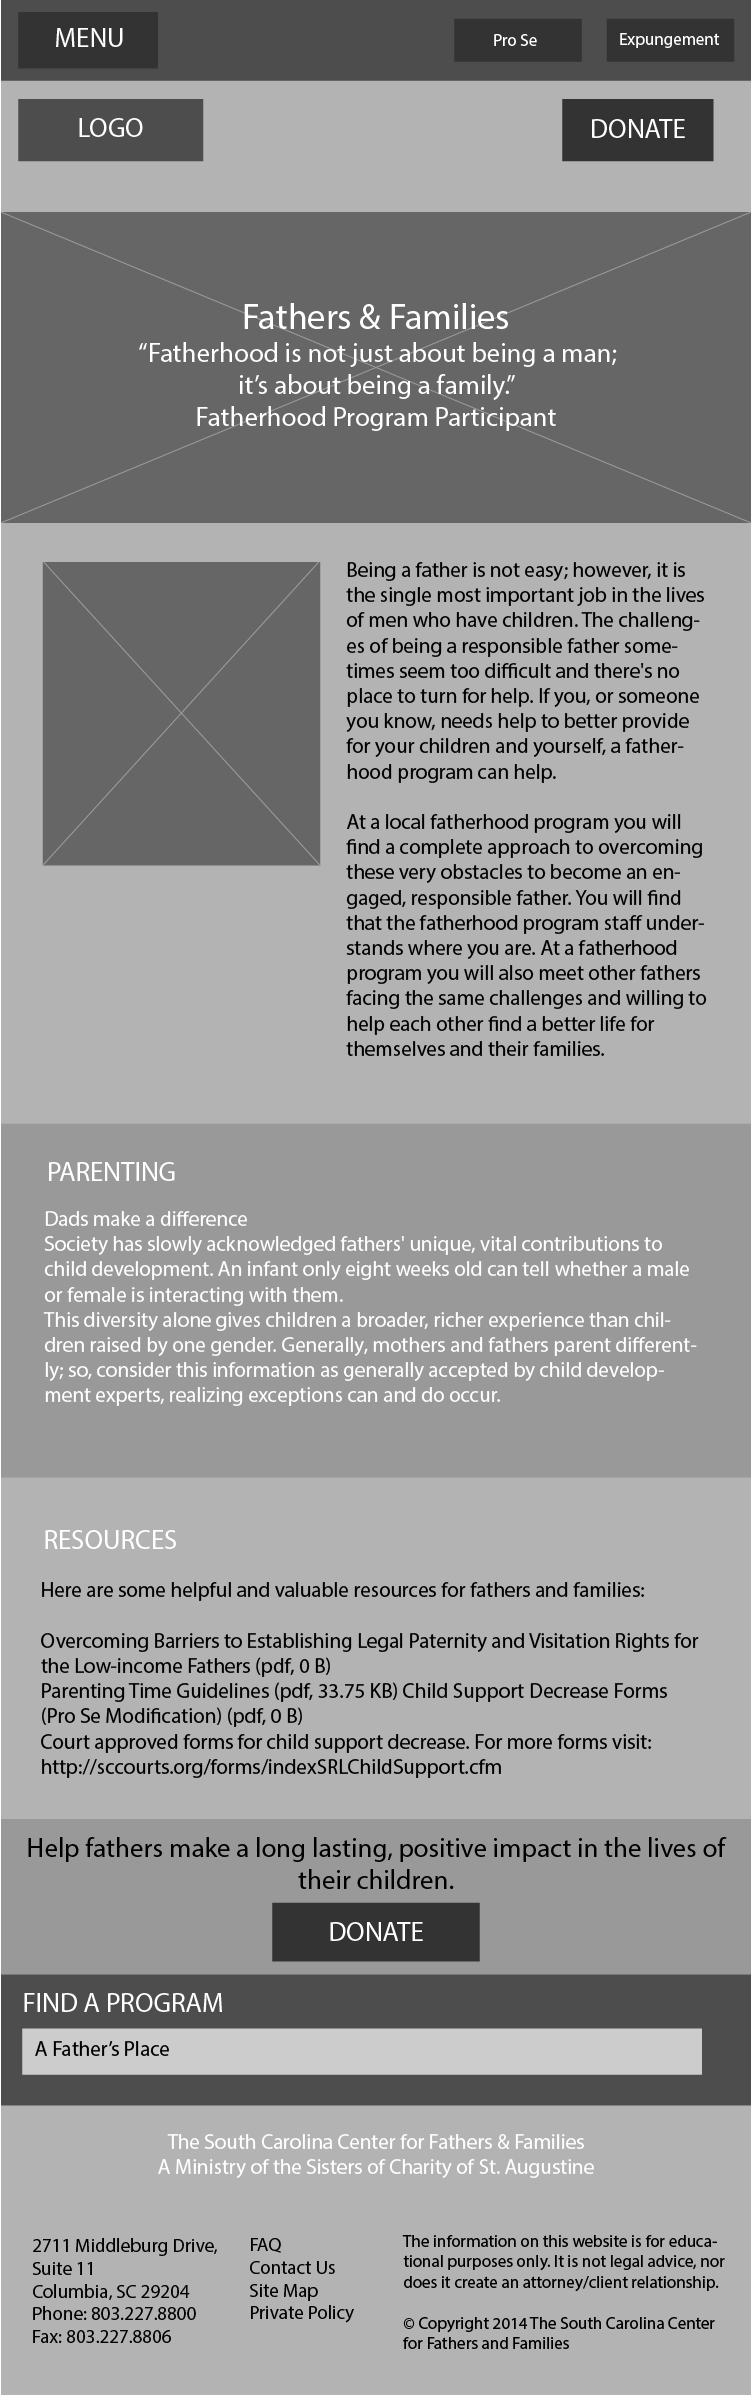 MENU
Pro Se
Expungement
LOGO
DONATE
Fathers & Families
“Fatherhood is not just about being a man;
it’s about being a family.”
Fatherhood Program Participant
Being a father is not easy; however, it is
the single most important job in the lives
of men who have children. The challeng-
es of being a responsible father some-
times seem too difficult and there's no
place to turn for help. If you, or someone
you know, needs help to better provide
for your children and yourself, a father-
hood program can help.
At a local fatherhood program you will
find a complete approach to overcoming
these very obstacles to become an en-
gaged, responsible father. You will find
that the fatherhood program staff under-
stands where you are. At a fatherhood
program you will also meet other fathers
facing the same challenges and willing to
help each other find a better life for
themselves and their families.
PARENTING
Dads make a difference
Society has slowly acknowledged fathers' unique, vital contributions to
child development. An infant only eight weeks old can tell whether a male
or female is interacting with them.
This diversity alone gives children a broader, richer experience than chil-
dren raised by one gender. Generally, mothers and fathers parent different-
ly; so, consider this information as generally accepted by child develop-
ment experts, realizing exceptions can and do occur.
RESOURCES
Here are some helpful and valuable resources for fathers and families:
Overcoming Barriers to Establishing Legal Paternity and Visitation Rights for
the Low-income Fathers (pdf, 0 B)
Parenting Time Guidelines (pdf, 33.75 KB) Child Support Decrease Forms
(Pro Se Modification) (pdf, 0 B)
Court approved forms for child support decrease. For more forms visit:
http://sccourts.org/forms/indexSRLChildSupport.cfm
Help fathers make a long lasting, positive impact in the lives of
their children.
DONATE
FIND A PROGRAM
A Father’s Place
The South Carolina Center for Fathers & Families
A Ministry of the Sisters of Charity of St. Augustine
2711 Middleburg Drive,
Suite 11
Columbia, SC 29204
Phone: 803.227.8800
Fax: 803.227.8806
FAQ
Contact Us
Site Map
Private Policy
The information on this website is for educa-
tional purposes only. It is not legal advice, nor
does it create an attorney/client relationship.
© Copyright 2014 The South Carolina Center
for Fathers and Families